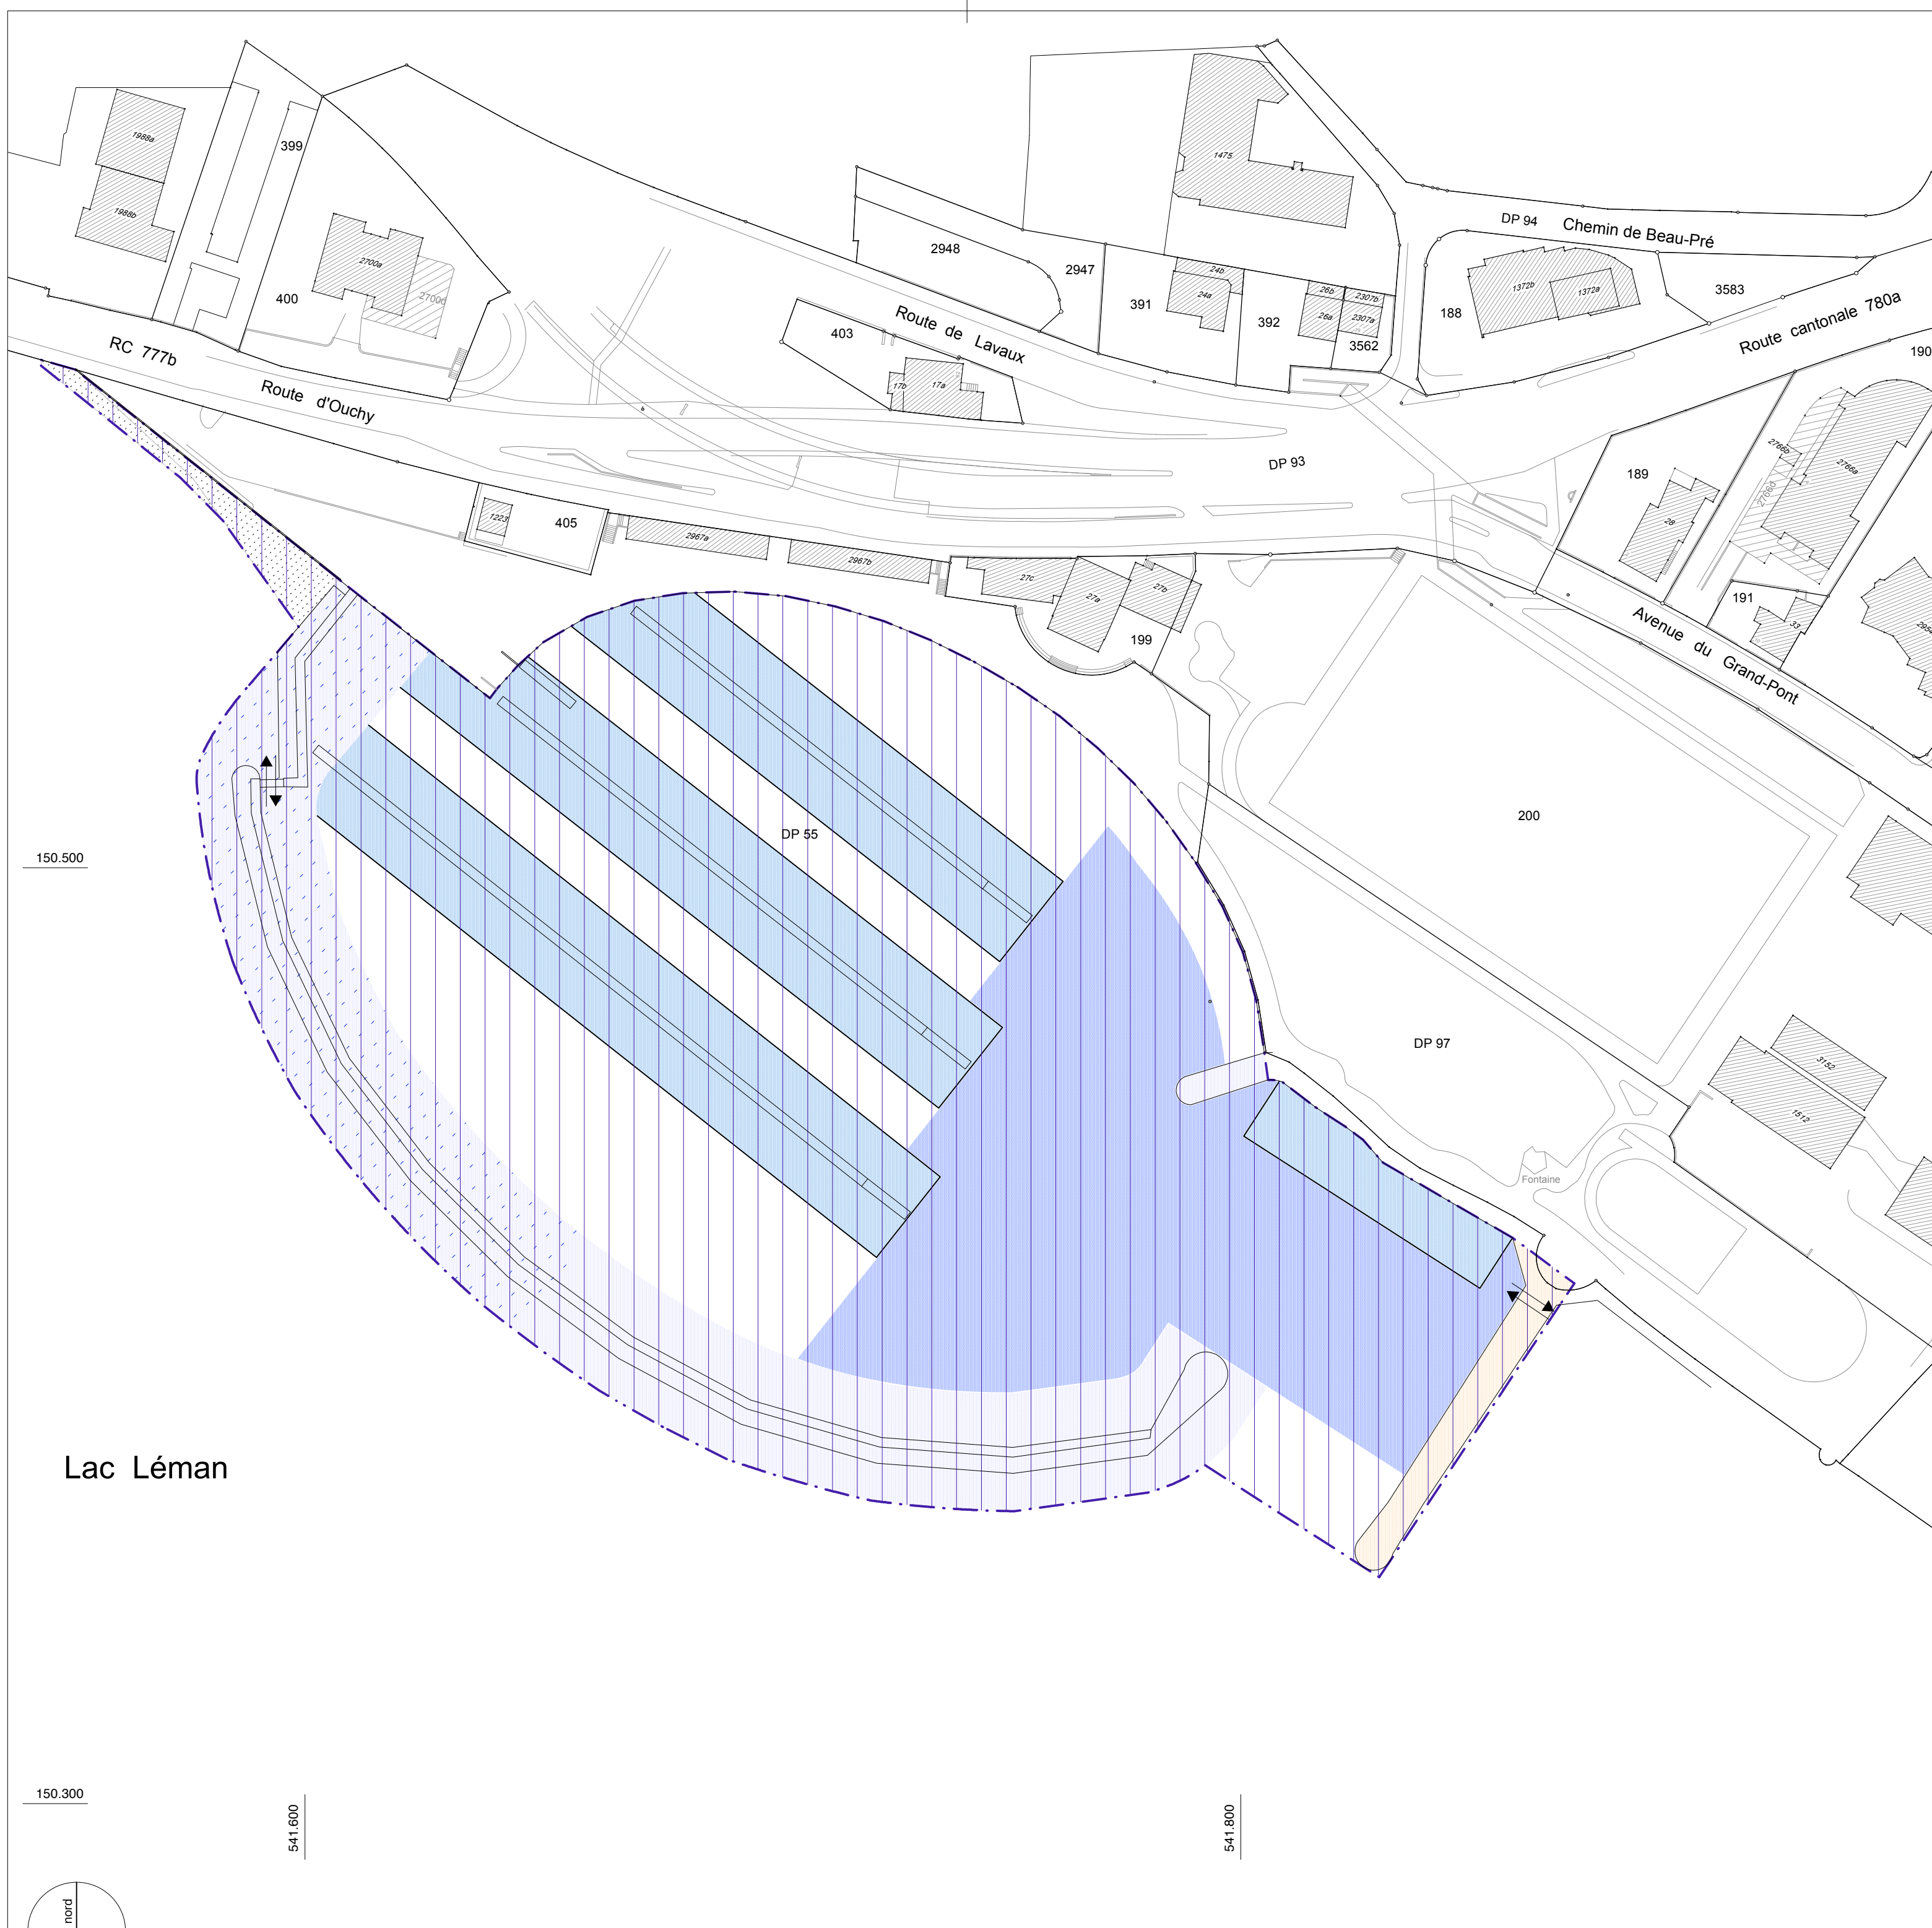 1988a
1988b
399
400
2700a
2700d
1475
DP 94
Chemin de Beau-Pré
2948
2947
391
24b
24a
392
26b
26a
2307b
2307a
3562
188
1372b
1372a
3583
Route cantonale 780a
190
RC 777b
Route d'Ouchy
403
17b
17a
Route de Lavaux
DP 93
189
28
2766b
2766a
2766d
191
33
295
Avenue du Grand-Pont
1223
405
2967a
2967b
27c
27a
27b
199
200
DP 55
150.500
DP 97
3152
1512
Fontaine
Lac Léman
150.300
541.600
541.800
nord